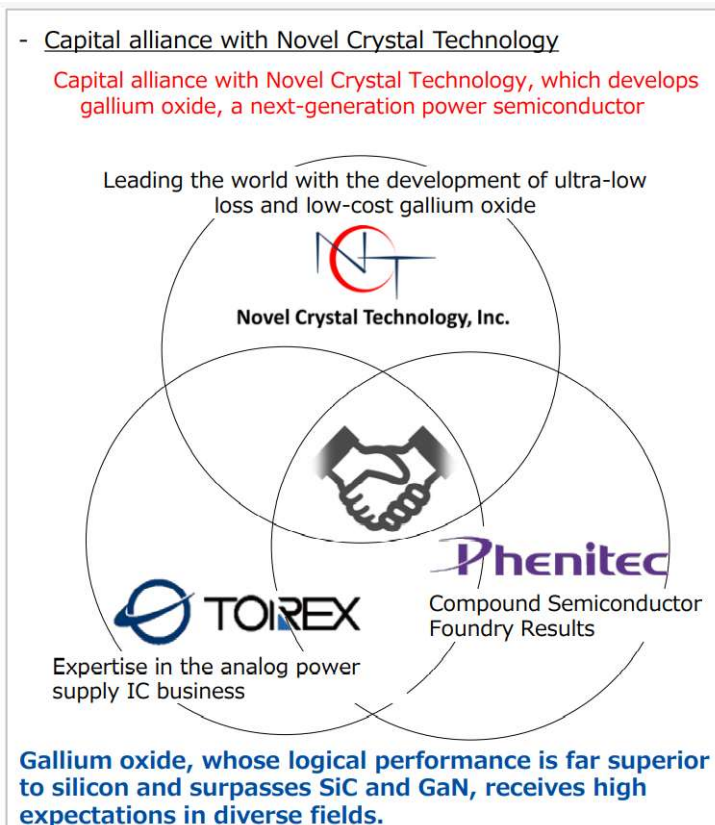 - Capital alliance with Novel Crystal Technology
Capital alliance with Novel Crystal Technology, which develops
gallium oxide, a next-generation power semiconductor
Leading the world with the development of ultra-low
loss and low-cost gallium oxide
NCT
Novel Crystal Technology, Inc.
Phenitec
Compound Semiconductor
Foundry Results
TOIREX
Expertise in the analog power
supply IC business
Gallium oxide, whose logical performance is far superior
to silicon and surpasses SiC and GaN, receives high
expectations in diverse fields.